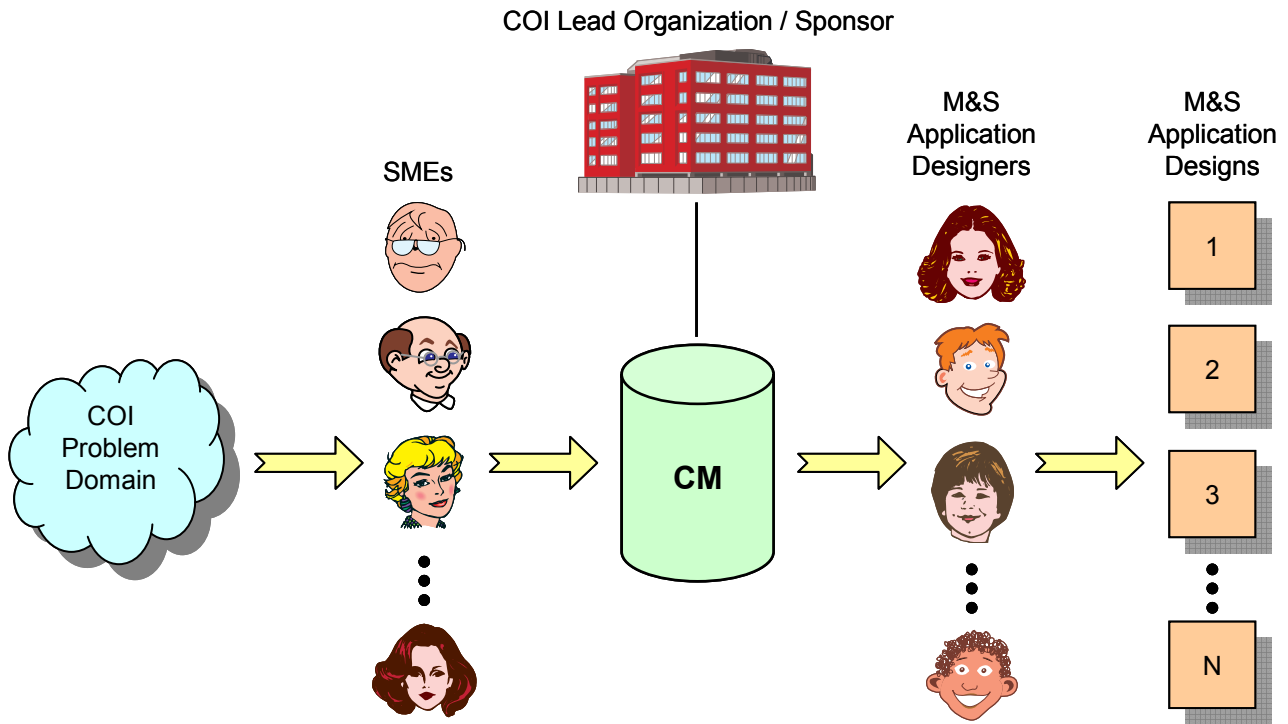 COI Lead Organization / Sponsor
SMEs
M&S
Application
Designers
M&S
Application
Designs
COI
Problem
Domain
CM
1
2
3
N